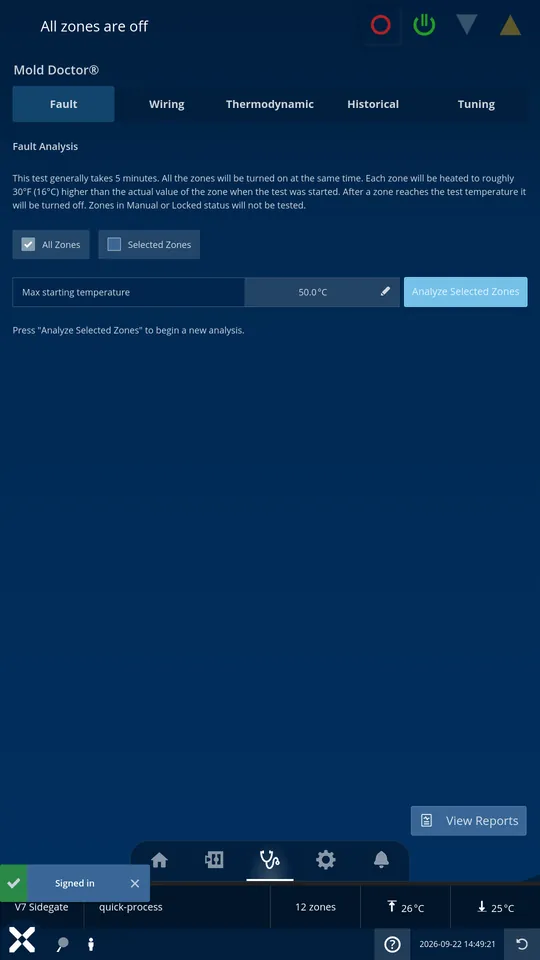 All zones are off
Mold Doctor®
Fault
Wiring
Thermodynamic
Historical
Tuning
Fault Analysis
This test generally takes 5 minutes. All the zones will be turned on at the same time. Each zone will be heated to roughly
30°F (16°C) higher than the actual value of the zone when the test was started. After a zone reaches the test temperature it
will be turned off. Zones in Manual or Locked status will not be tested.
All Zones
Selected Zones
Max starting temperature
50.0°C
Analyze Selected Zones
Press "Analyze Selected Zones" to begin a new analysis.
View Reports
Signed in
V7 Sidegate
quick-process
12 zones
26°C
25°C
2026-09-22 14:49:21